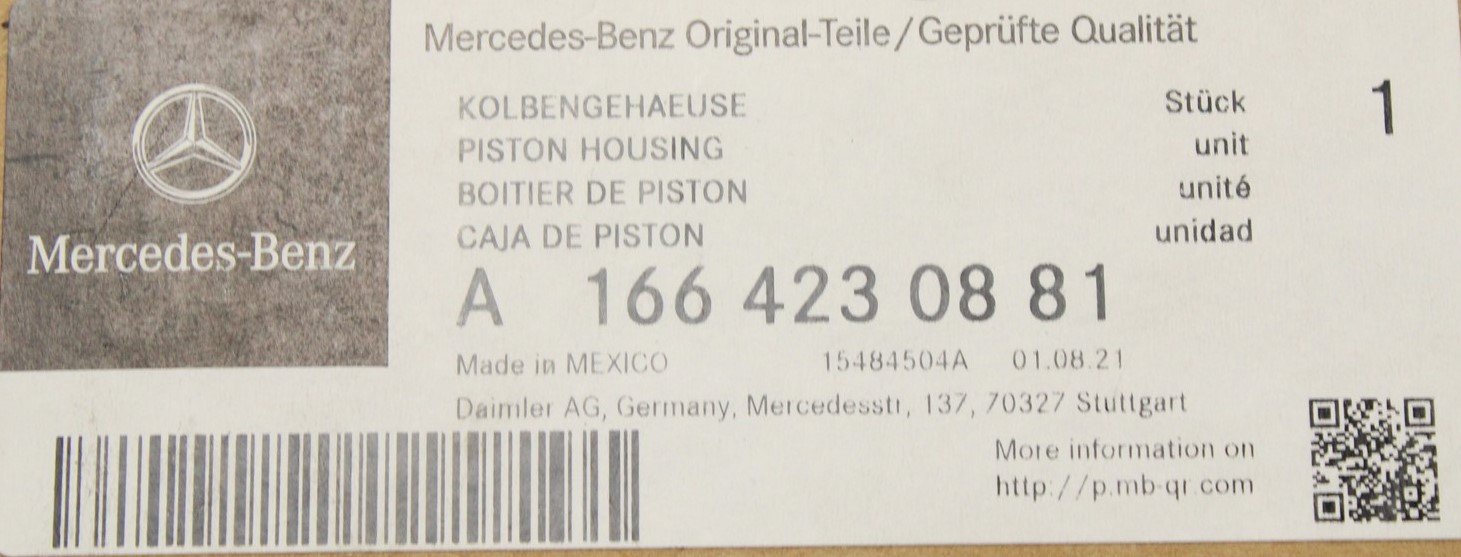 Mercedes-Benz
Mercedes-Benz Original-Teile/Geprüfte Qualität
KOLBENGEHAEUSE Stück 1
PISTON HOUSING unit
BOITIER DE PISTON unité
CAJA DE PISTON unidad
A 166 423 08 81
Made in MEXICO 15484504A 01.08.21
Daimler AG, Germany, Mercedesstr, 137, 70327 Stuttgart
More information on
http://p.mb-qr.com